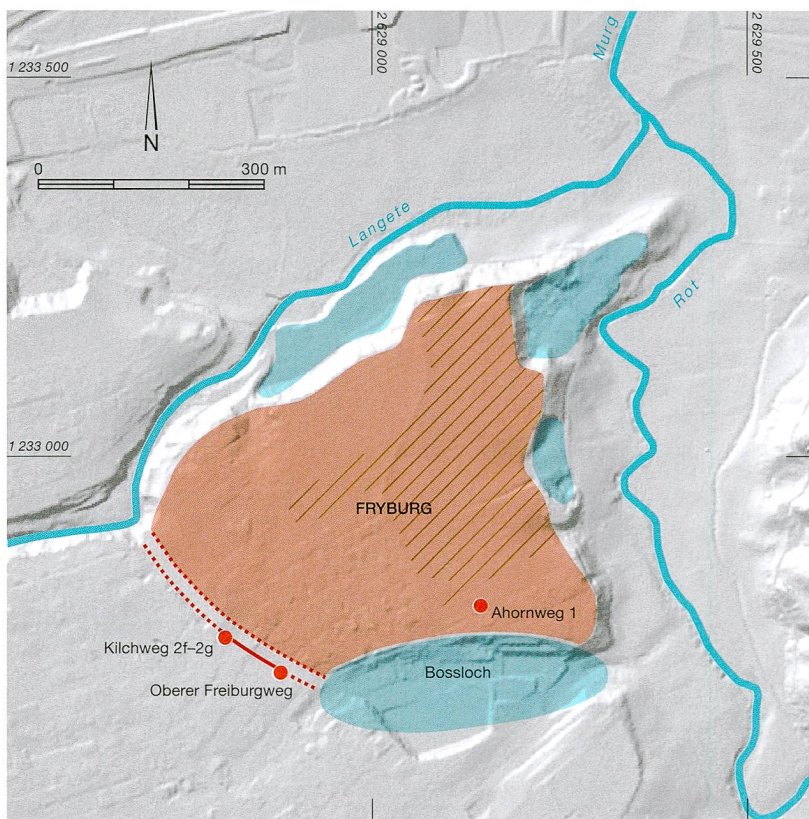 2 629 000
2 629 500
Murg
1 233 500
N
0 300 m
Langete
Rot
1 233 000
FRYBURG
Ahornweg 1
Kilchweg 2f–2g
Bossloch
Oberer Freiburgweg